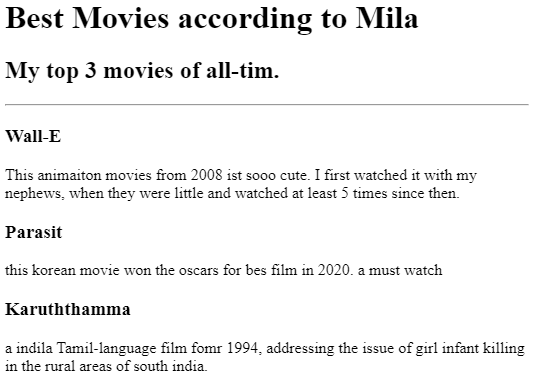 Best Movies according to Mila
My top 3 movies of all-tim.
Wall-E
This animaiton movies from 2008 ist sooo cute. I first watched it with my
nephews, when they were little and watched at least 5 times since then.
Parasit
this korean movie won the oscars for bes film in 2020. a must watch
Karuththamma
a indila Tamil-language film fomr 1994, addressing the issue of girl infant killing
in the rural areas of south india.